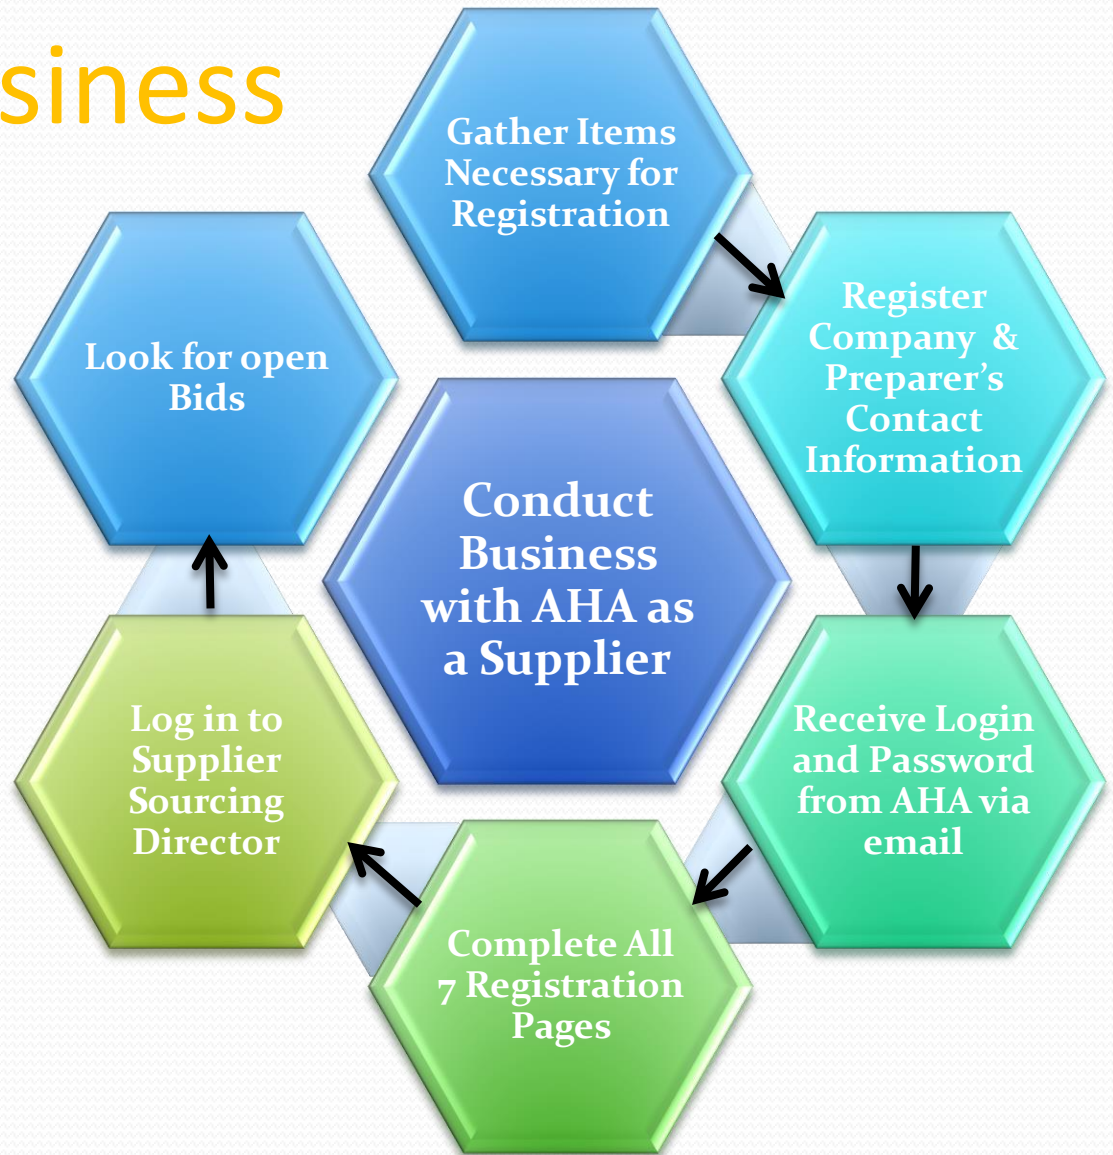 siness
Gather Items
Necessary for
Registration
Register
Company &
Preparer’s
Contact
Information
Receive Login
and Password
from AHA via
email
Complete All
7 Registration
Pages
Log in to
Supplier
Sourcing
Director
Look for open
Bids
Conduct
Business
with AHA as
a Supplier